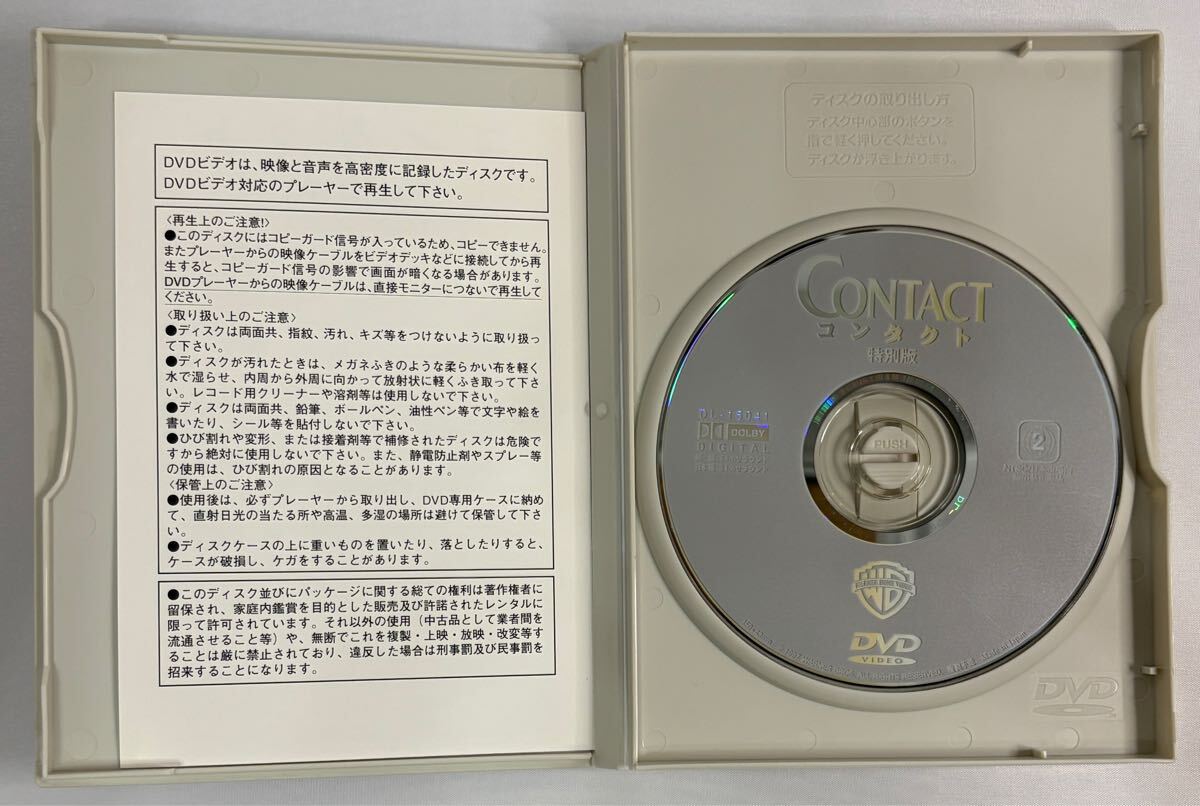 DVDビデオは、映像と音声を高密度に記録したディスクです。
DVDビデオ対応のプレーヤーで再生して下さい。
〈再生上のご注意!〉
●このディスクにはコピーガード信号が入っているため、コピーできません。
またプレーヤーからの映像ケーブルをビデオデッキなどに接続してから再
生すると、コピーガード信号の影響で画面が暗くなる場合があります。
DVDプレーヤーからの映像ケーブルは、直接モニターにつないで再生して
ください。
〈取り扱い上のご注意〉
●ディスクは両面共、指紋、汚れ、キズ等をつけないように取り扱っ
て下さい。
●ディスクが汚れたときは、メガネふきのような柔らかい布を軽く
水で湿らせ、内周から外周に向かって放射状に軽くふき取って下さ
い。レコード用クリーナーや溶剤等は使用しないで下さい。
●ディスクは両面共、鉛筆、ボールペン、油性ペン等で文字や絵を
書いたり、シール等を貼付しないで下さい。
●ひび割れや変形、または接着剤等で補修されたディスクは危険で
すから絶対に使用しないで下さい。また、静電防止剤やスプレー等
の使用は、ひび割れの原因となることがあります。
〈保管上のご注意〉
●使用後は、必ずプレーヤーから取り出し、DVD専用ケースに納め
て、直射日光の当たる所や高温、多湿の場所は避けて保管して下さ
い。
●ディスクケースの上に重いものを置いたり、落としたりすると、
ケースが破損し、ケガをすることがあります。
●このディスク並びにパッケージに関する総ての権利は著作権者に
留保され、家庭内鑑賞を目的とした販売及び許諾されたレンタルに
限って許可されています。それ以外の使用（中古品として業者間を
流通させること等）や、無断でこれを複製・上映・放映・改変等す
ることは厳に禁止されており、違反した場合は刑事罰及び民事罰を
招来することになります。
ディスクの取り出し方
ディスク中心部のボタンを
指で軽く押してください。
ディスクが浮き上がります。
CONTACT
コンタクト
特別版
DL-15041
DOLBY
DIGITAL
PUSH
2
DL-
WB
DVD
VIDEO
ALL RIGHTS RESERVED.
Made in Japan
DVD